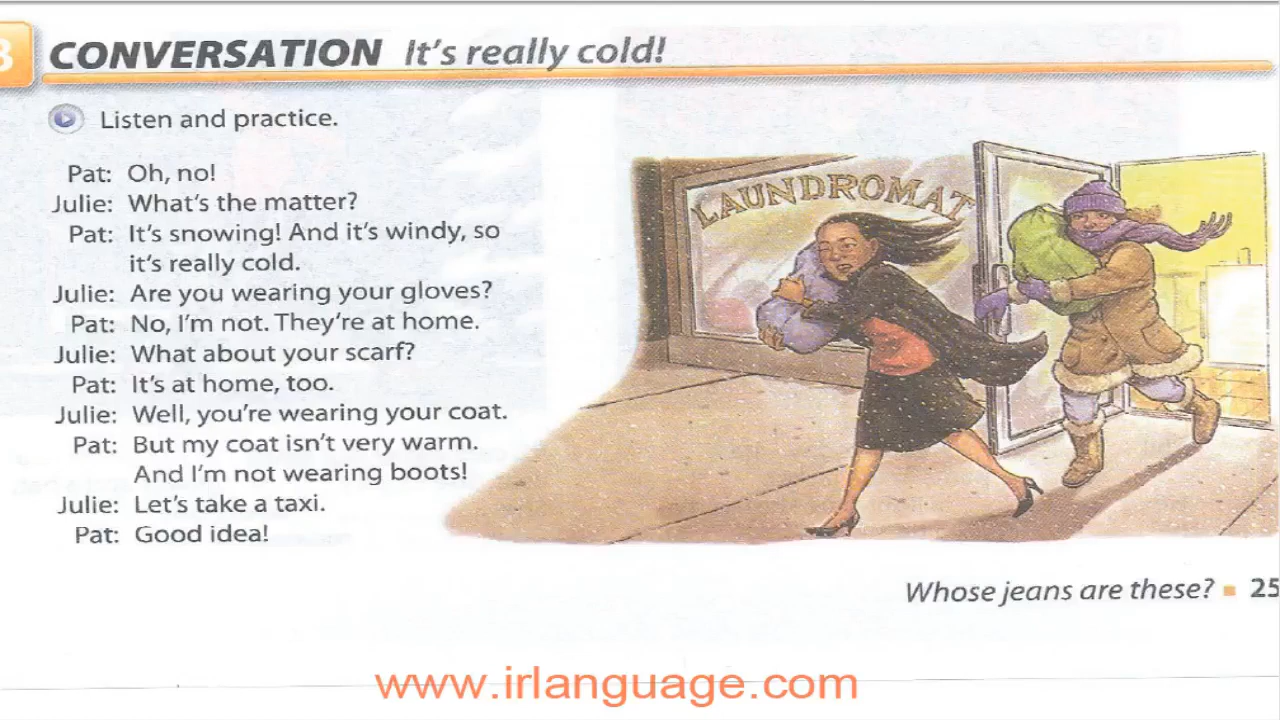 3 CONVERSATION It's really cold!
Listen and practice.
Pat: Oh, no!
Julie: What's the matter?
Pat: It's snowing! And it's windy, so
it's really cold.
Julie: Are you wearing your gloves?
Pat: No, I'm not. They're at home.
Julie: What about your scarf?
Pat: It's at home, too.
Julie: Well, you're wearing your coat.
Pat: But my coat isn't very warm.
And I'm not wearing boots!
Julie: Let's take a taxi.
Pat: Good idea!
LAUNDROMAT
Whose jeans are these? ▪ 25
www.irlanguage.com